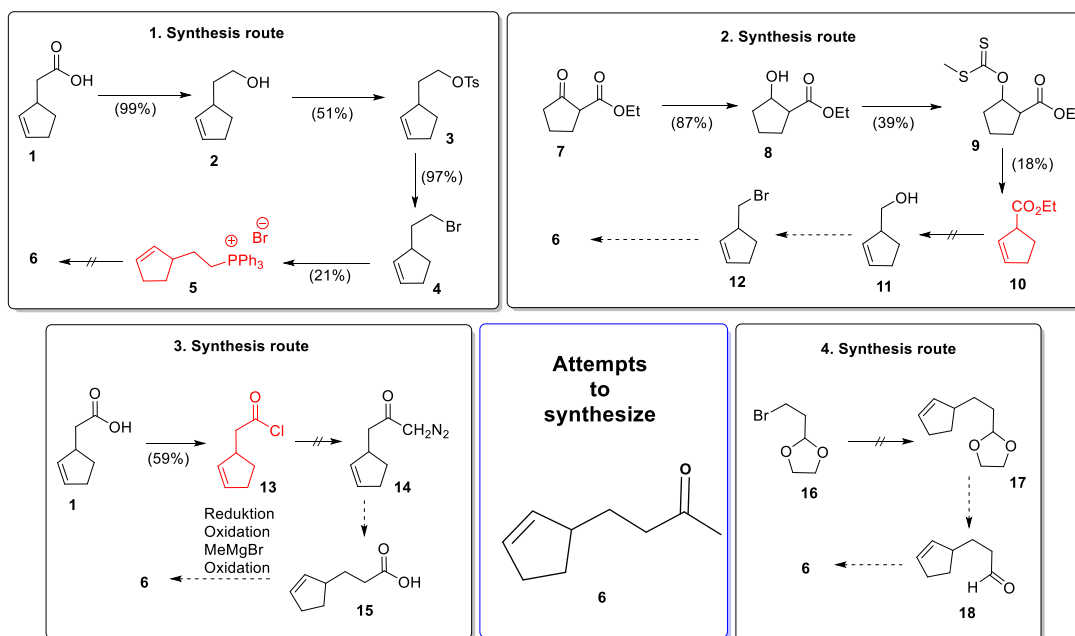 1. Synthesis route
O
OH
1
(99%)
OH
2
(51%)
OTs
3
(97%)
Br
4
(21%)
Br
PPh3
5
6
2. Synthesis route
O
O
OEt
7
(87%)
OH
O
OEt
8
(39%)
S
S
O
O
9
(18%)
CO2Et
10
OH
11
Br
12
6
3. Synthesis route
O
OH
1
(59%)
O
Cl
13
O
CH2N2
14
Reduktion
Oxidation
MeMgBr
Oxidation
O
OH
15
6
Attempts
to
synthesize
O
6
4. Synthesis route
Br
O
O
16
O
O
17
H
O
18
6